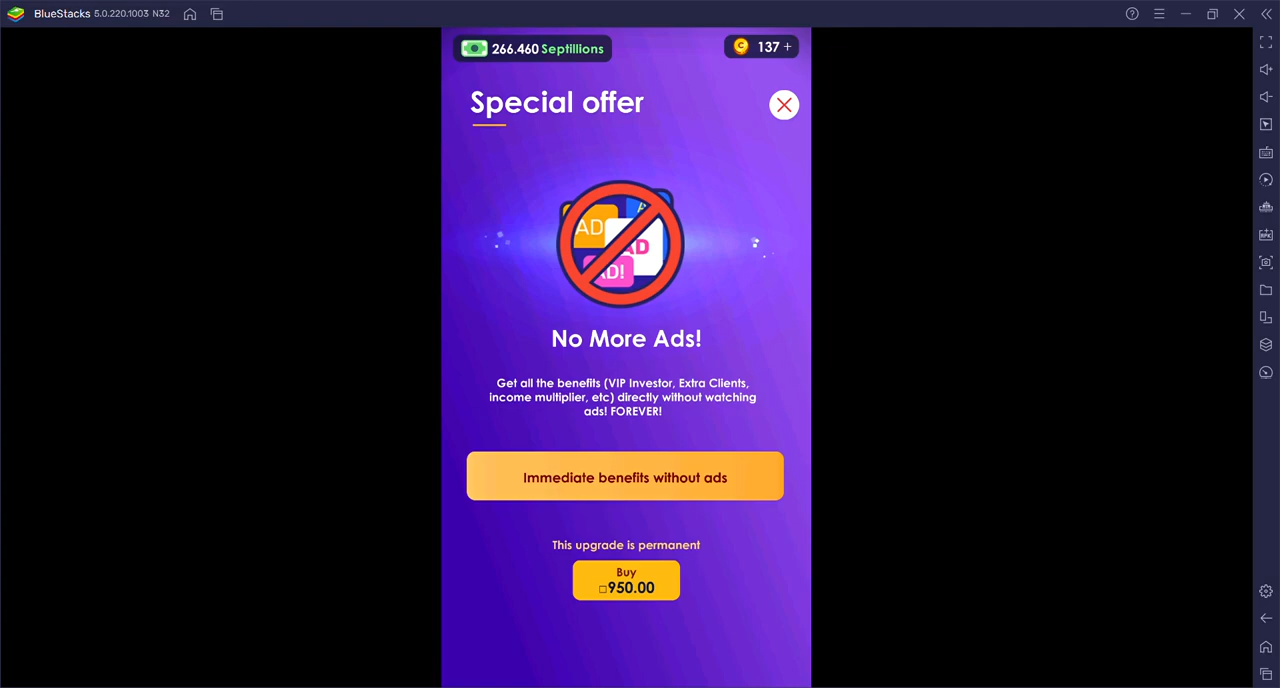 BlueStacks 5.0.220.1003 N32
266.460 Septillions
137 +
Special offer
AD
AD
AD!
No More Ads!
Get all the benefits (VIP Investor, Extra Clients,
income multiplier, etc) directly without watching
ads! FOREVER!
Immediate benefits without ads
This upgrade is permanent
Buy
□950.00